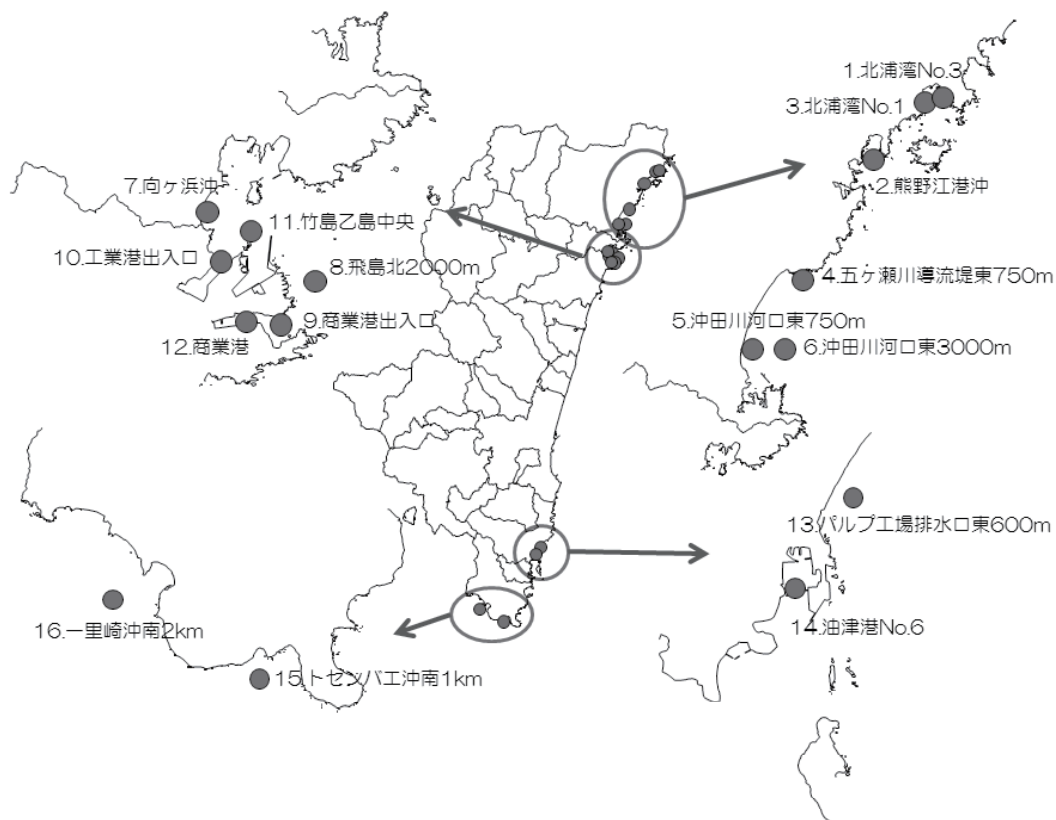 1.北浦湾No.3
3.北浦湾No.1
2.熊野江港沖
7.向ヶ浜沖
11.竹島乙島中央
10.工業港出入口
8.飛島北2000m
4.五ヶ瀬川導流堤東750m
9.商業港出入口
5.沖田川河口東750m
12.商業港
6.沖田川河口東3000m
13.パルプ工場排水口東600m
16.一里崎沖南2km
14.油津港No.6
15.トセンバエ沖南1km